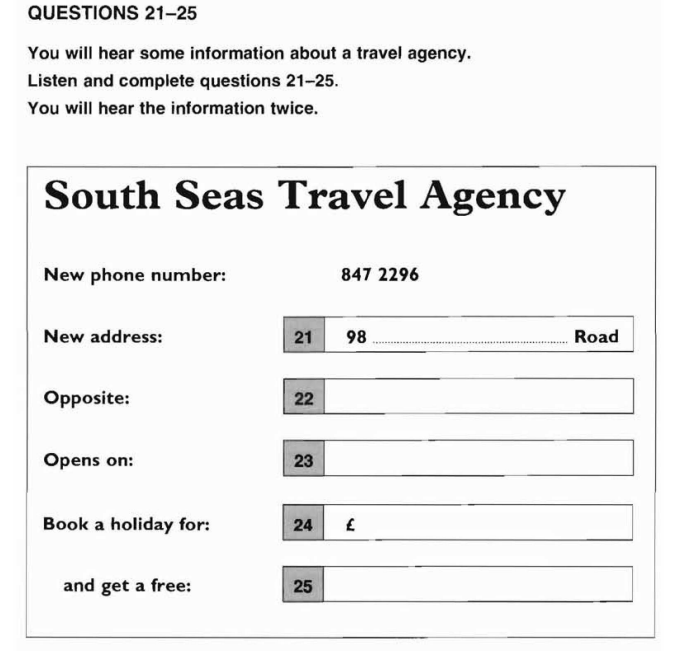 QUESTIONS 21–25
You will hear some information about a travel agency.
Listen and complete questions 21–25.
You will hear the information twice.
South Seas Travel Agency
New phone number: 847 2296
New address: 21 98 ........................................ Road
Opposite: 22
Opens on: 23
Book a holiday for: 24 £
and get a free: 25